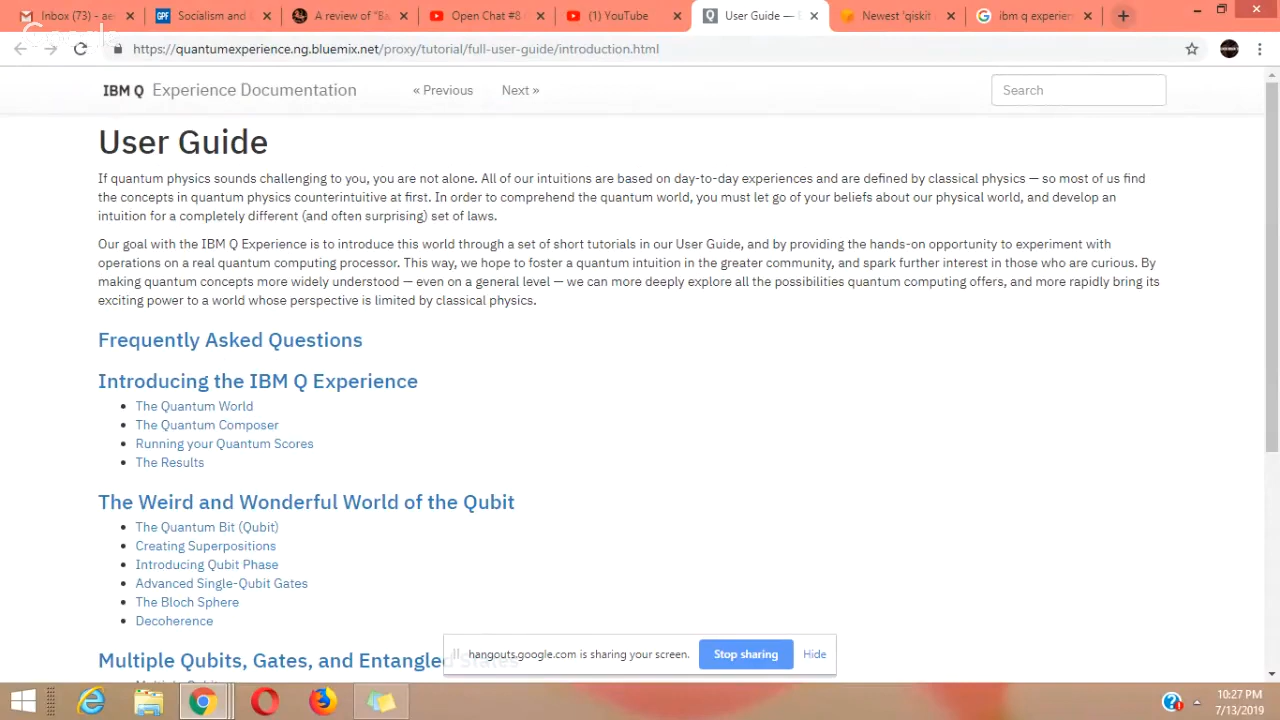 Inbox (73) - ae
Socialism and
A review of "Ba
Open Chat #8
(1) YouTube
User Guide — E
Newest 'qiskit
ibm q experien
https://quantumexperience.ng.bluemix.net/proxy/tutorial/full-user-guide/introduction.html
IBM Q Experience Documentation
« Previous
Next »
Search
User Guide
If quantum physics sounds challenging to you, you are not alone. All of our intuitions are based on day-to-day experiences and are defined by classical physics — so most of us find
the concepts in quantum physics counterintuitive at first. In order to comprehend the quantum world, you must let go of your beliefs about our physical world, and develop an
intuition for a completely different (and often surprising) set of laws.
Our goal with the IBM Q Experience is to introduce this world through a set of short tutorials in our User Guide, and by providing the hands-on opportunity to experiment with
operations on a real quantum computing processor. This way, we hope to foster a quantum intuition in the greater community, and spark further interest in those who are curious. By
making quantum concepts more widely understood — even on a general level — we can more deeply explore all the possibilities quantum computing offers, and more rapidly bring its
exciting power to a world whose perspective is limited by classical physics.
Frequently Asked Questions
Introducing the IBM Q Experience
The Quantum World
The Quantum Composer
Running your Quantum Scores
The Results
The Weird and Wonderful World of the Qubit
The Quantum Bit (Qubit)
Creating Superpositions
Introducing Qubit Phase
Advanced Single-Qubit Gates
The Bloch Sphere
Decoherence
Multiple Qubits, Gates, and Entangled States
hangouts.google.com is sharing your screen.
Stop sharing
Hide
10:27 PM
7/13/2019